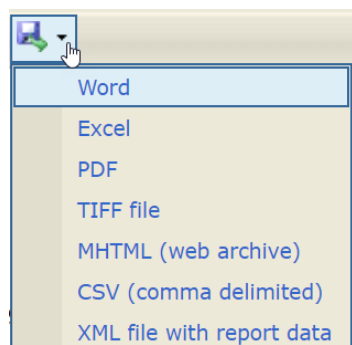 Word
Excel
PDF
TIFF file
MHTML (web archive)
CSV (comma delimited)
XML file with report data